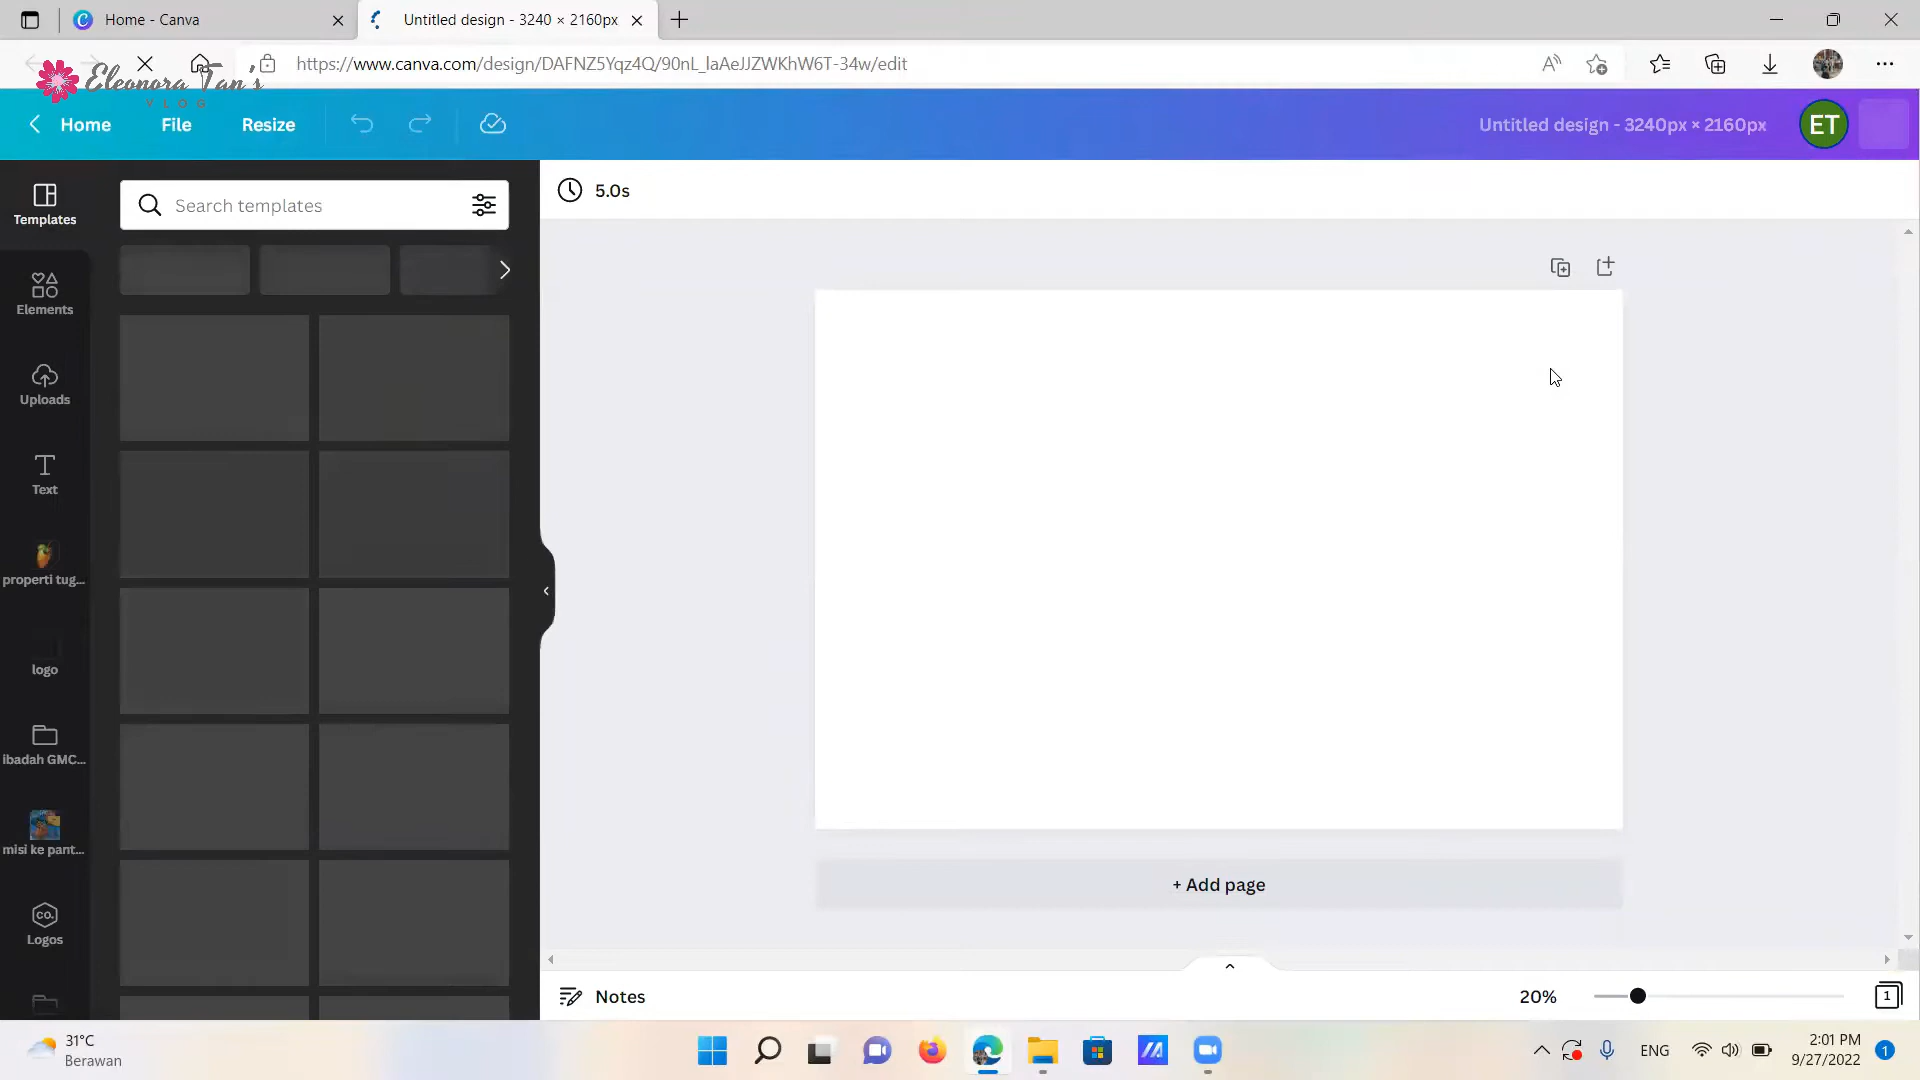 Home - Canva
Untitled design - 3240 × 2160px
https://www.canva.com/design/DAFNZ5Yqz4Q/90nL_laAeJJZWKhW6T-34w/edit
Eleonora Tan's
VLOG
Home
File
Resize
Untitled design - 3240px × 2160px
ET
Templates
Search templates
5.0s
Elements
Uploads
Text
properti tug...
logo
ibadah GMC...
misi ke pant...
CO.
Logos
+ Add page
Notes
20%
1
31°C
Berawan
ENG
2:01 PM
9/27/2022
1